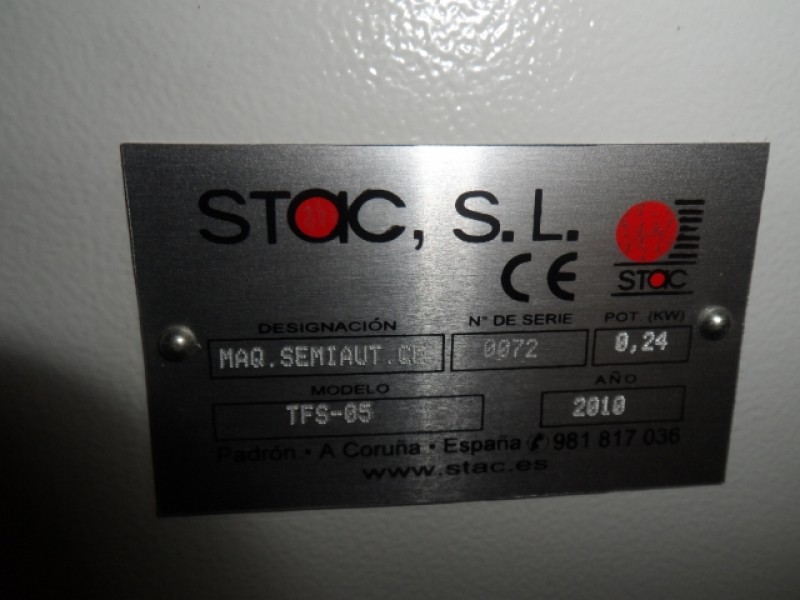 STAC, S.L.
CE
STAC
DESIGNACIÓN
Nº DE SERIE
POT. (KW)
MAQ.SEMIAUT.
0072
0,24
MODELO
AÑO
TFS-05
2010
Padrón · A Coruña · España ✆ 981 817 036
www.stac.es